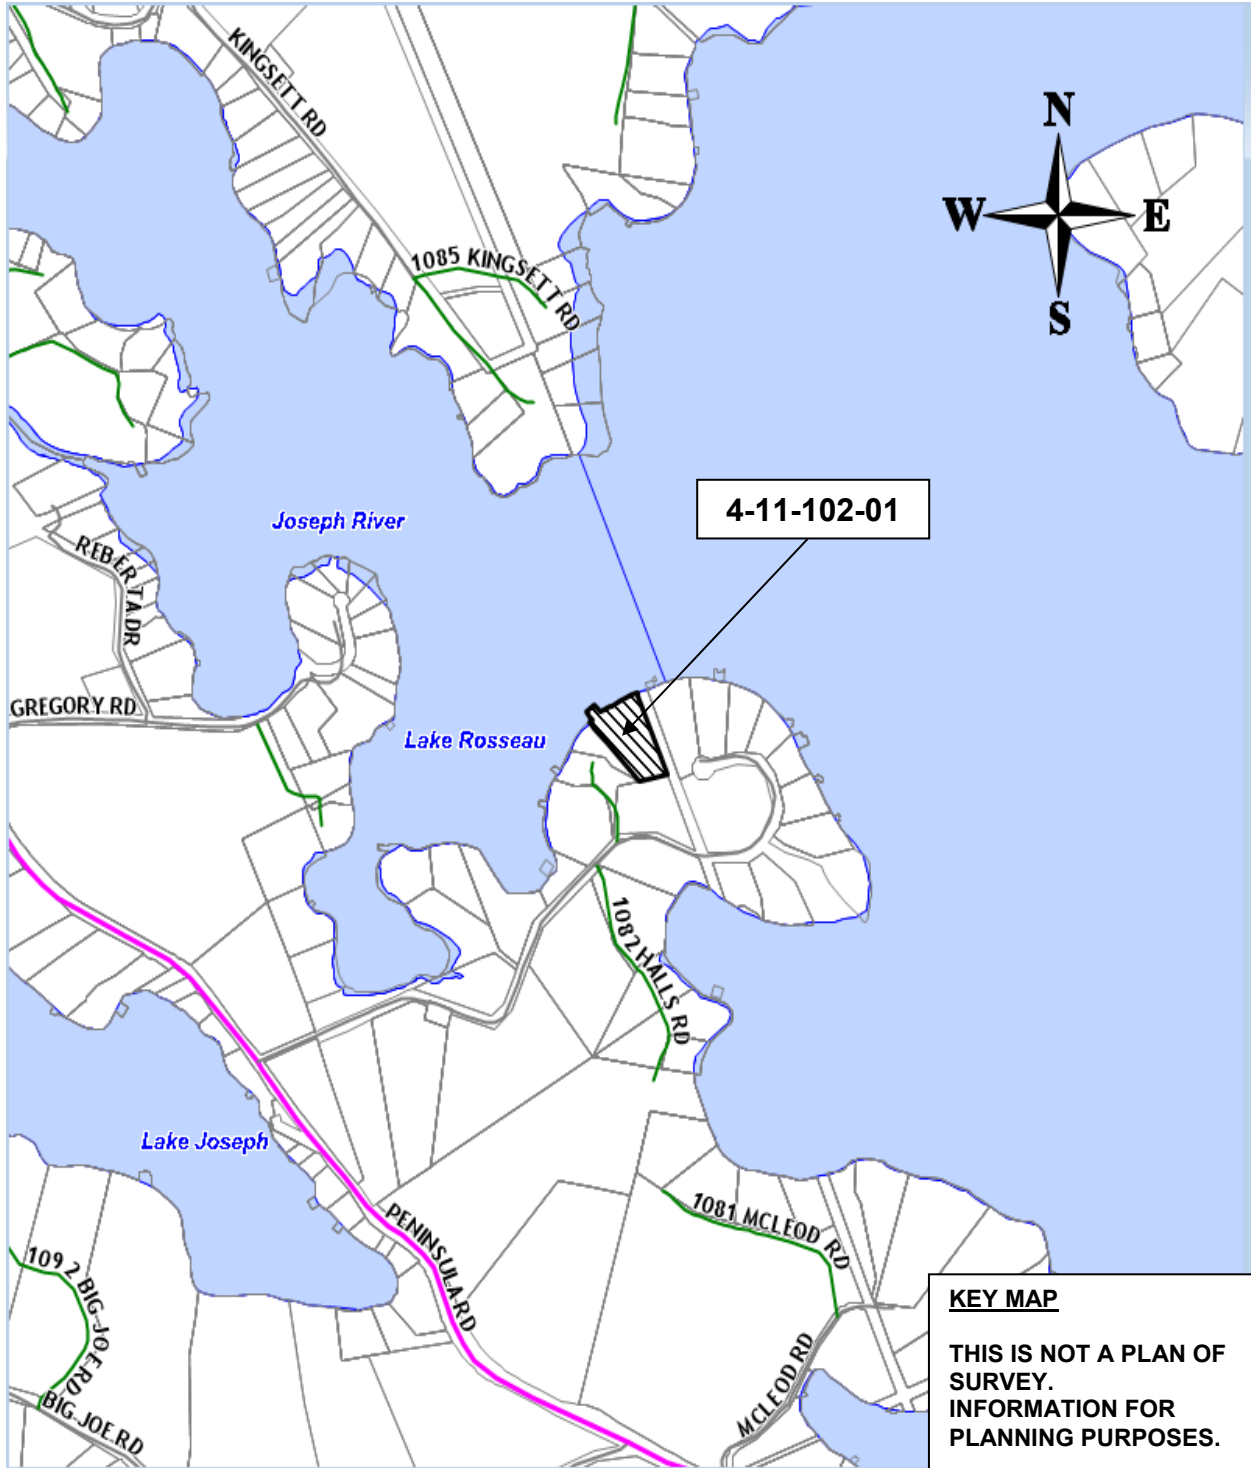 KINGSETT RD
N
W
E
S
1085 KINGSETT RD
4-11-102-01
Joseph River
REBER T.A DR
GREGORY RD
Lake Rosseau
1082 HALLS RD
Lake Joseph
PENINSULA RD
1081 MCLEOD RD
109 2 BIG JOE RD
BIG JOE RD
MCLEOD RD
KEY MAP
THIS IS NOT A PLAN OF
SURVEY.
INFORMATION FOR
PLANNING PURPOSES.